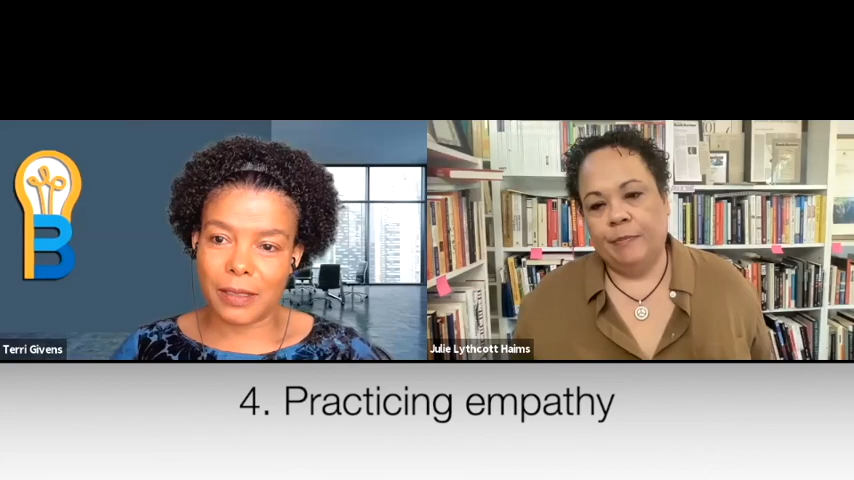 Terri Givens
Julie Lythcott Haims
4. Practicing empathy